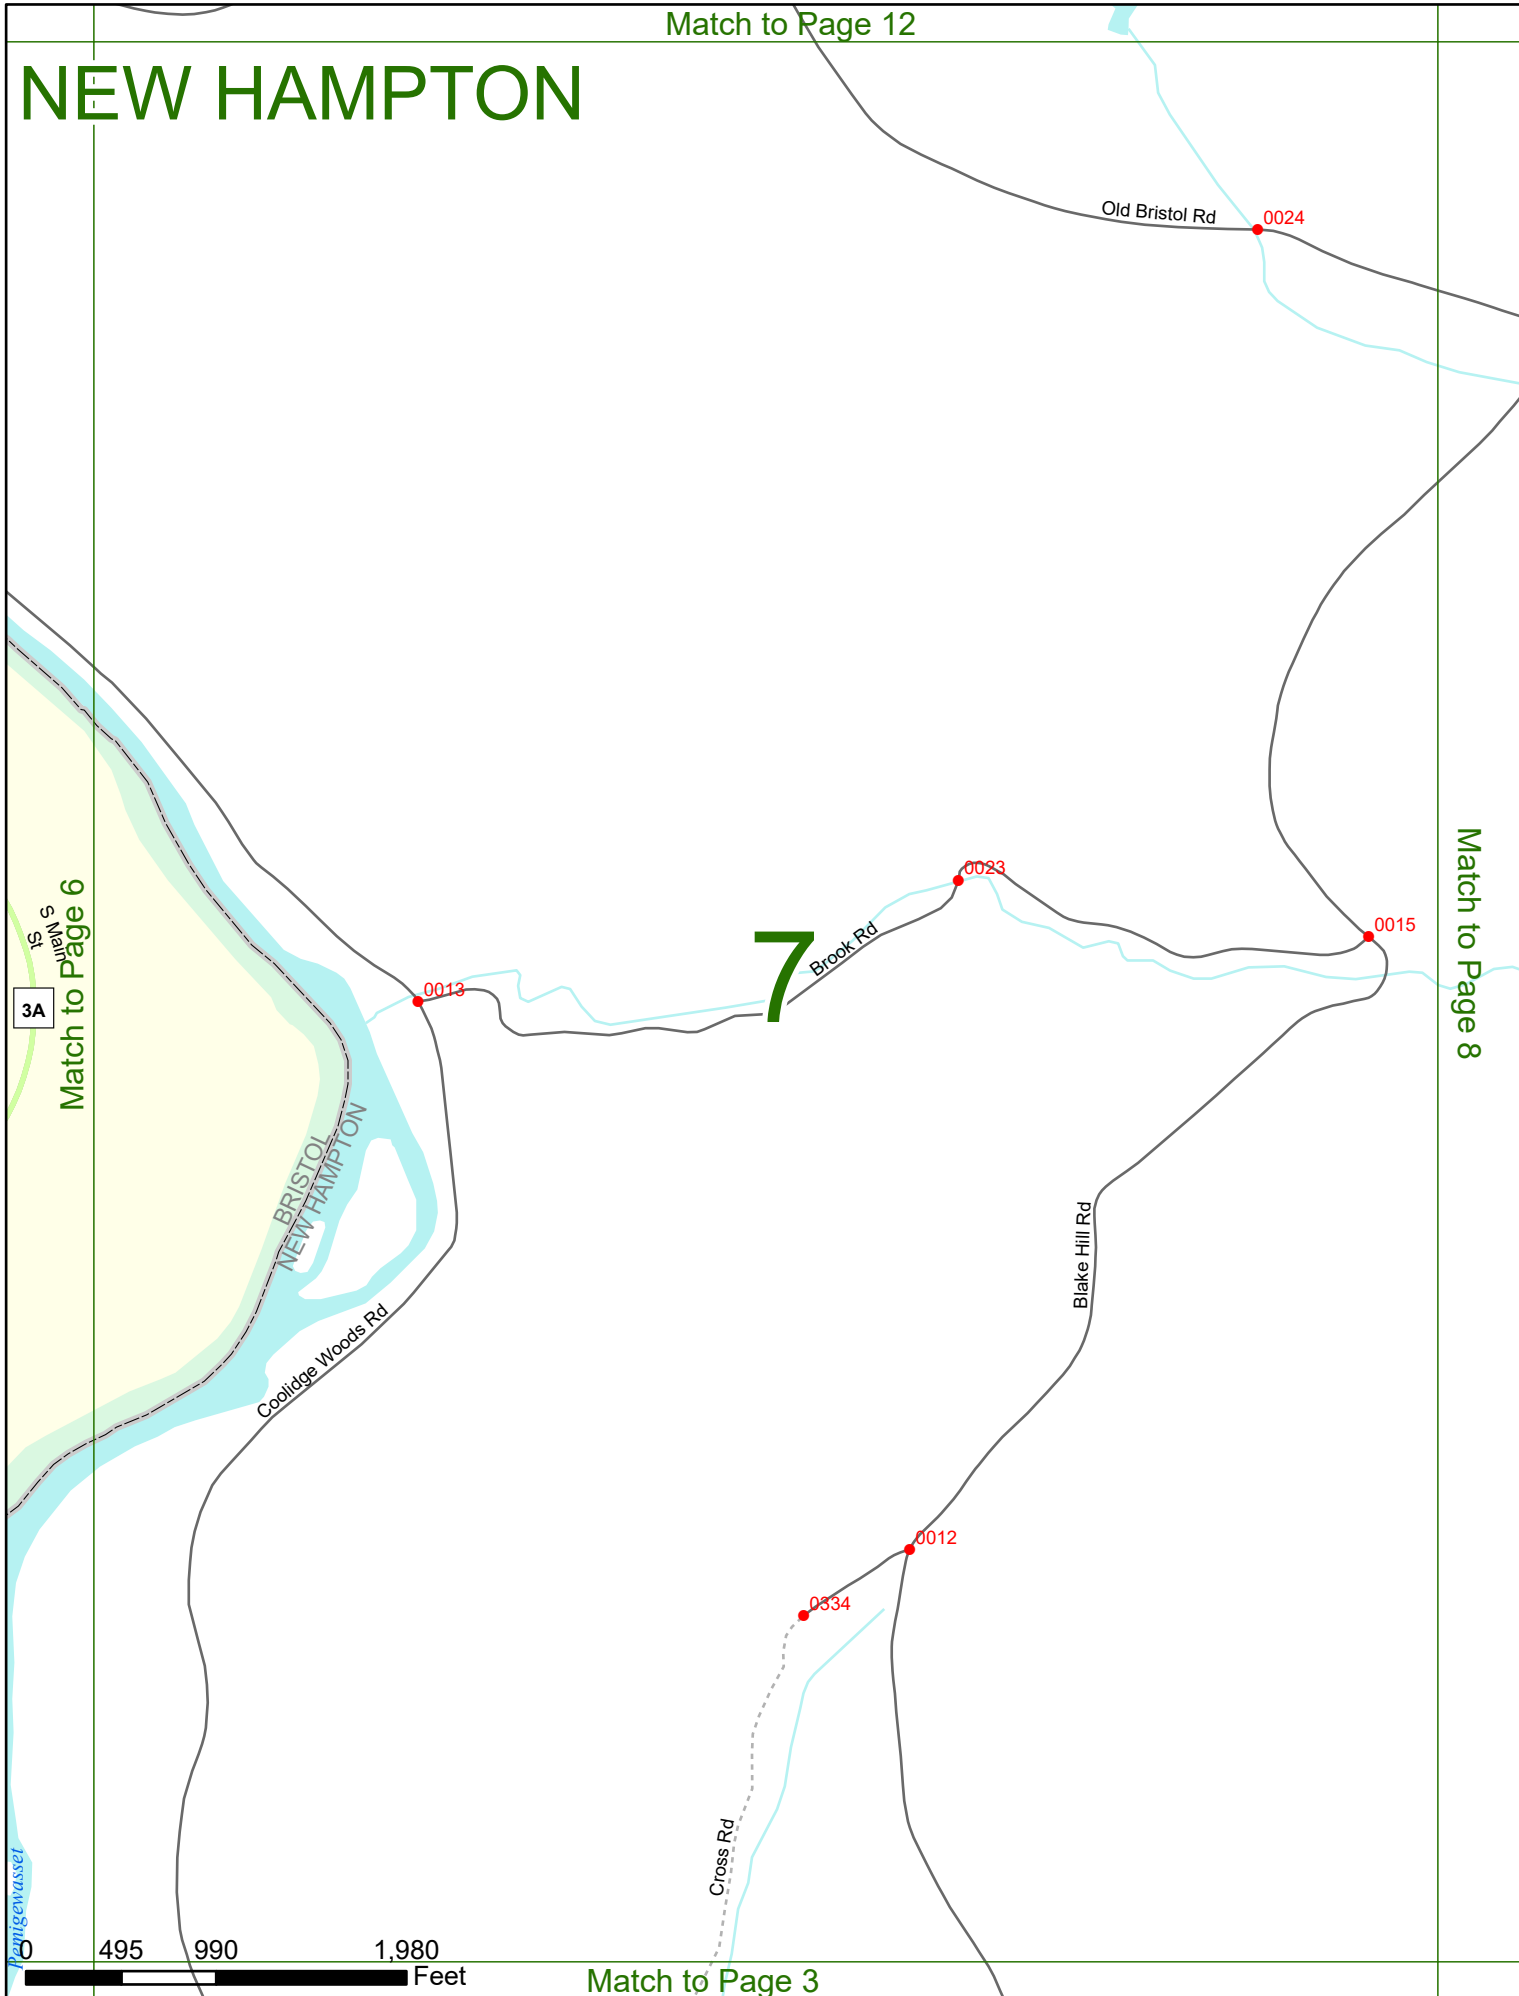 Match to Page 12
NEW HAMPTON
Old Bristol Rd
0024
0023
0015
Match to Page 8
S Main
St
Match to Page 6
3A
0013
7
Brook Rd
BRISTOL
NEW HAMPTON
Blake Hill Rd
Coolidge Woods Rd
0012
0334
Cross Rd
Pemigewasset
0 495 990 1,980
Feet
Match to Page 3